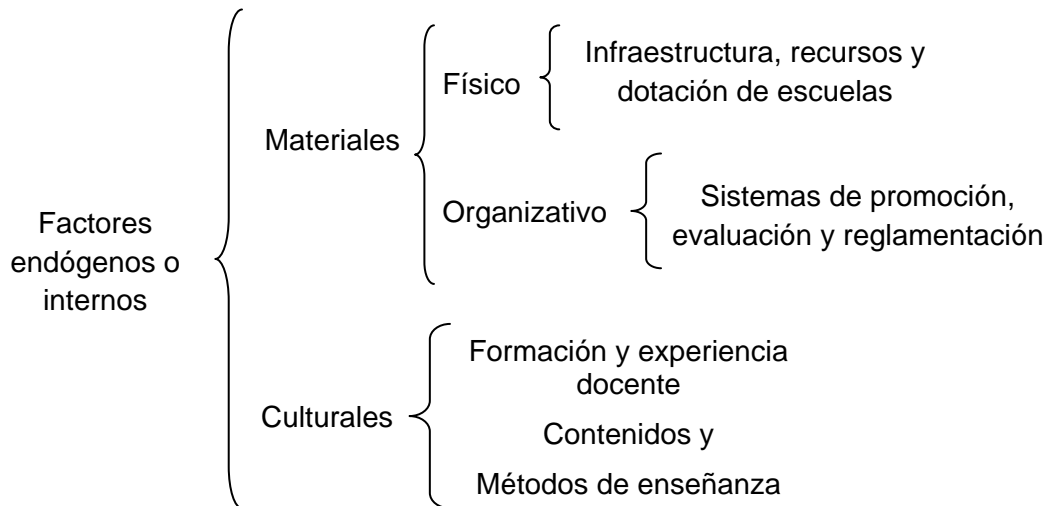 Factores
endógenos o
internos
Materiales
Físico
Infraestructura, recursos y
dotación de escuelas
Organizativo
Sistemas de promoción,
evaluación y reglamentación
Culturales
Formación y experiencia
docente
Contenidos y
Métodos de enseñanza